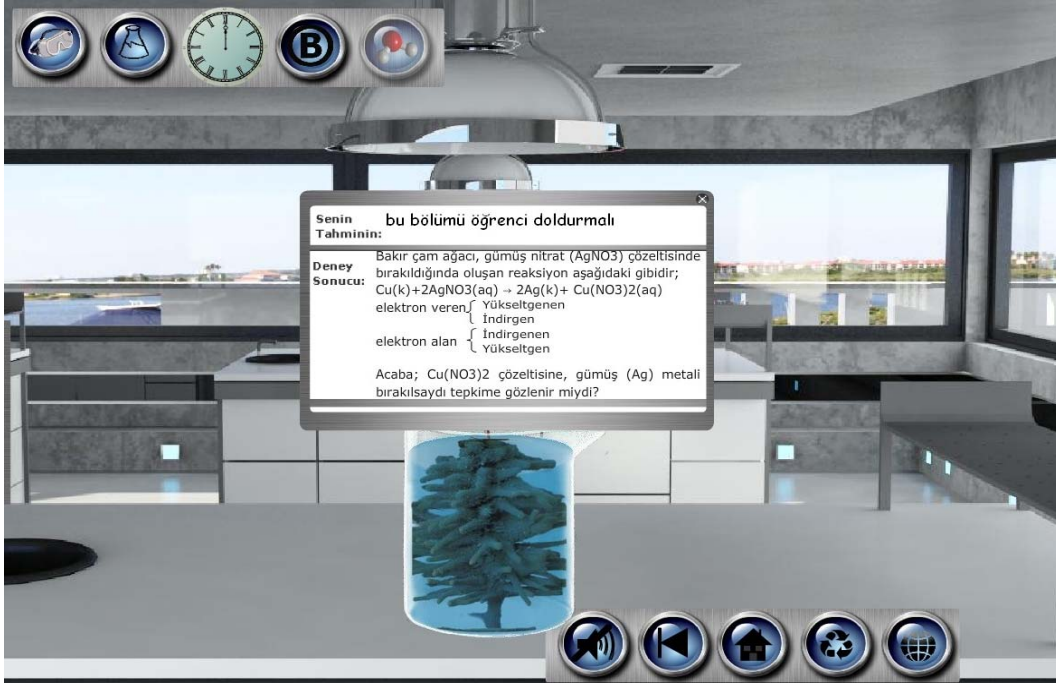 B
Senin Tahminin:
bu bölümü öğrenci doldurmalı
Deney Sonucu:
Bakır çam ağacı, gümüş nitrat (AgNO3) çözeltisinde
bırakıldığında oluşan reaksiyon aşağıdaki gibidir;
Cu(k)+2AgNO3(aq) → 2Ag(k)+ Cu(NO3)2(aq)
elektron veren{ Yükseltgenen
İndirgen
elektron alan { İndirgenen
Yükseltgen
Acaba; Cu(NO3)2 çözeltisine, gümüş (Ag) metali
bırakılsaydı tepkime gözlenir miydi?